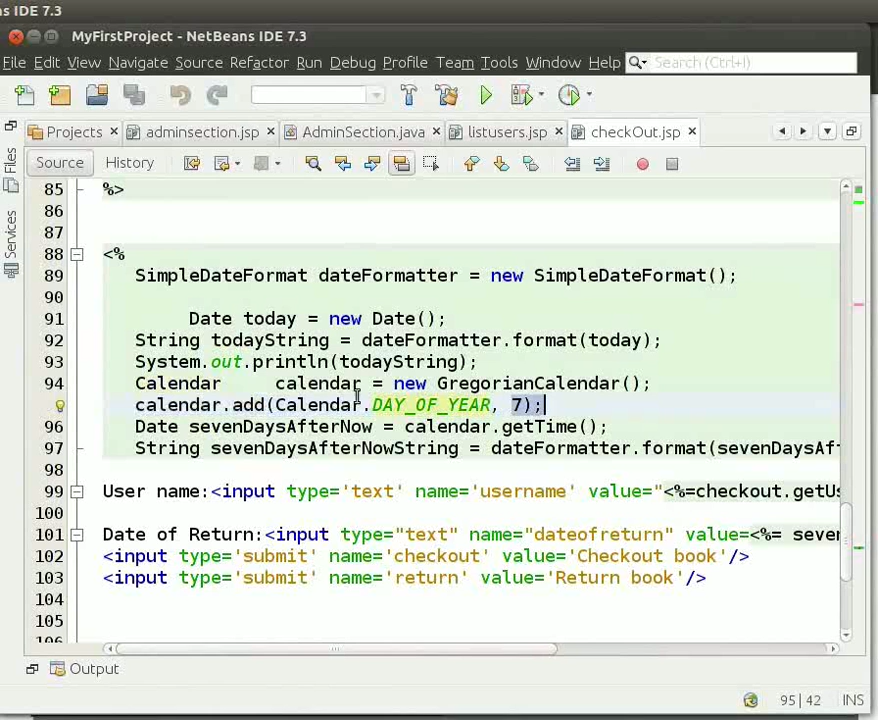 s IDE 7.3
MyFirstProject - NetBeans IDE 7.3
File Edit View Navigate Source Refactor Run Debug Profile Team Tools Window Help Search (Ctrl+I)
Projects adminsection.jsp AdminSection.java listusers.jsp checkOut.jsp
Source History
Files
Services
85 %>
86
87
88 <%
89 SimpleDateFormat dateFormatter = new SimpleDateFormat();
90
91 Date today = new Date();
92 String todayString = dateFormatter.format(today);
93 System.out.println(todayString);
94 Calendar calendar = new GregorianCalendar();
calendar.add(Calendar.DAY_OF_YEAR, 7);
96 Date sevenDaysAfterNow = calendar.getTime();
97 String sevenDaysAfterNowString = dateFormatter.format(sevenDaysAf
98
99 User name:<input type='text' name='username' value="<%=checkout.getUs
100
101 Date of Return:<input type="text" name="dateofreturn" value=<%= seven
102 <input type='submit' name='checkout' value='Checkout book'/>
103 <input type='submit' name='return' value='Return book'/>
104
105
106
Output
95 | 42 INS